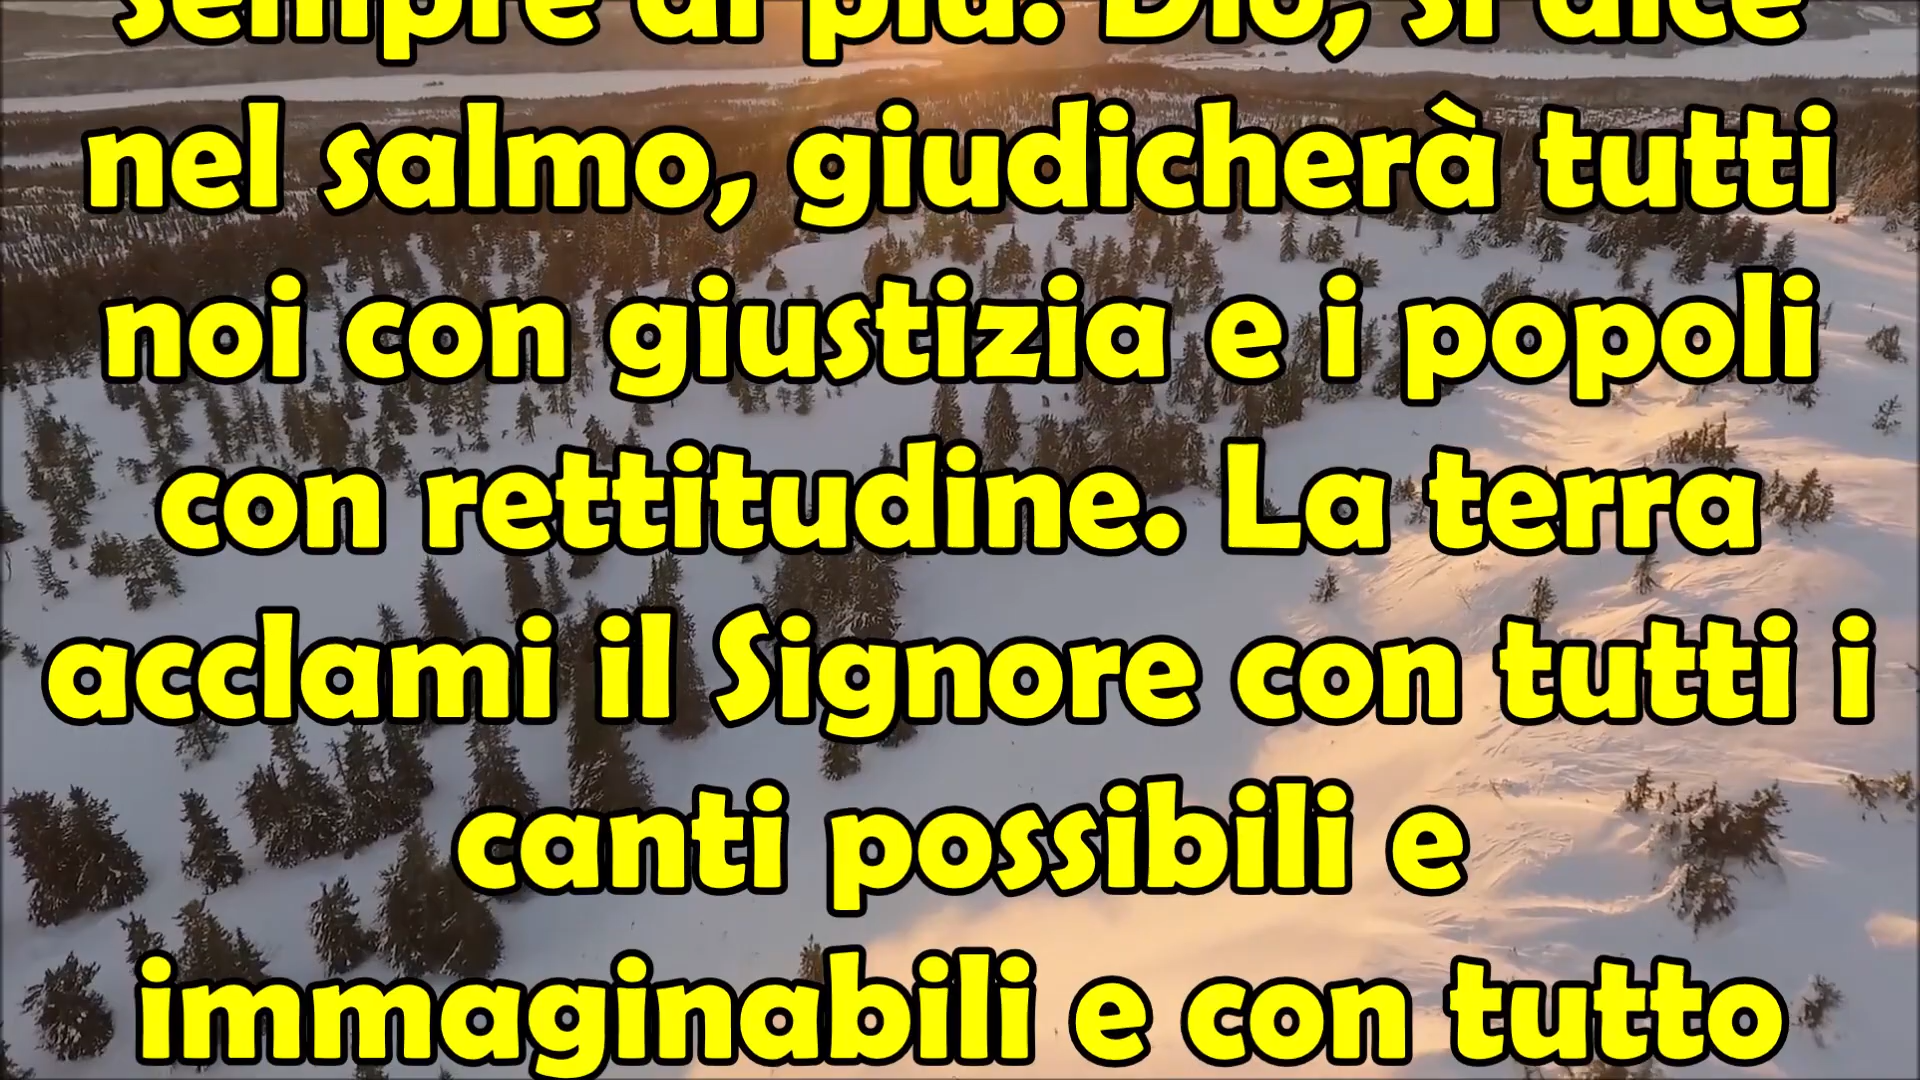 sempre di più. Dio, si dice
nel salmo, giudicherà tutti
noi con giustizia e i popoli
con rettitudine. La terra
acclami il Signore con tutti i
canti possibili e
immaginabili e con tutto